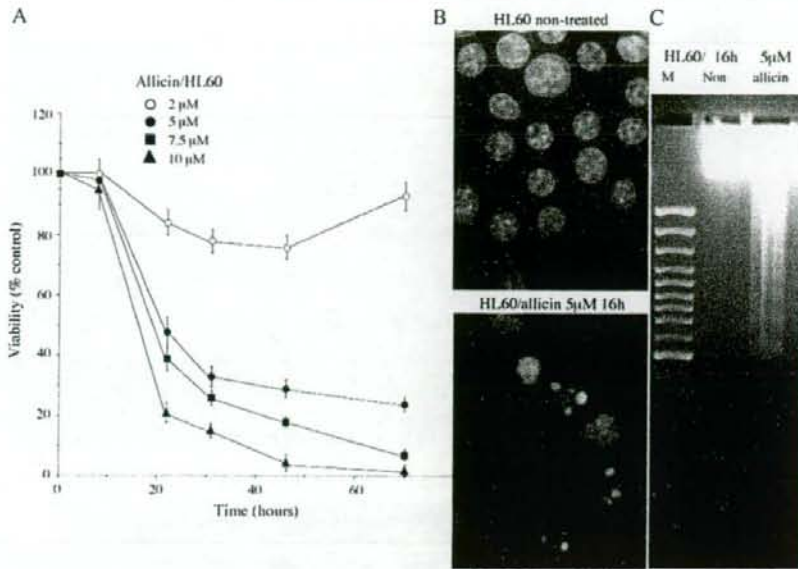 A
Allicin/HL60
2 µM
5 µM
7.5 µM
10 µM
120
100
80
60
40
20
0
Viability (% control)
0
20
40
60
Time (hours)
B
HL60 non-treated
HL60/allicin 5µM 16h
C
HL60/ 16h 5µM
M Non allicin